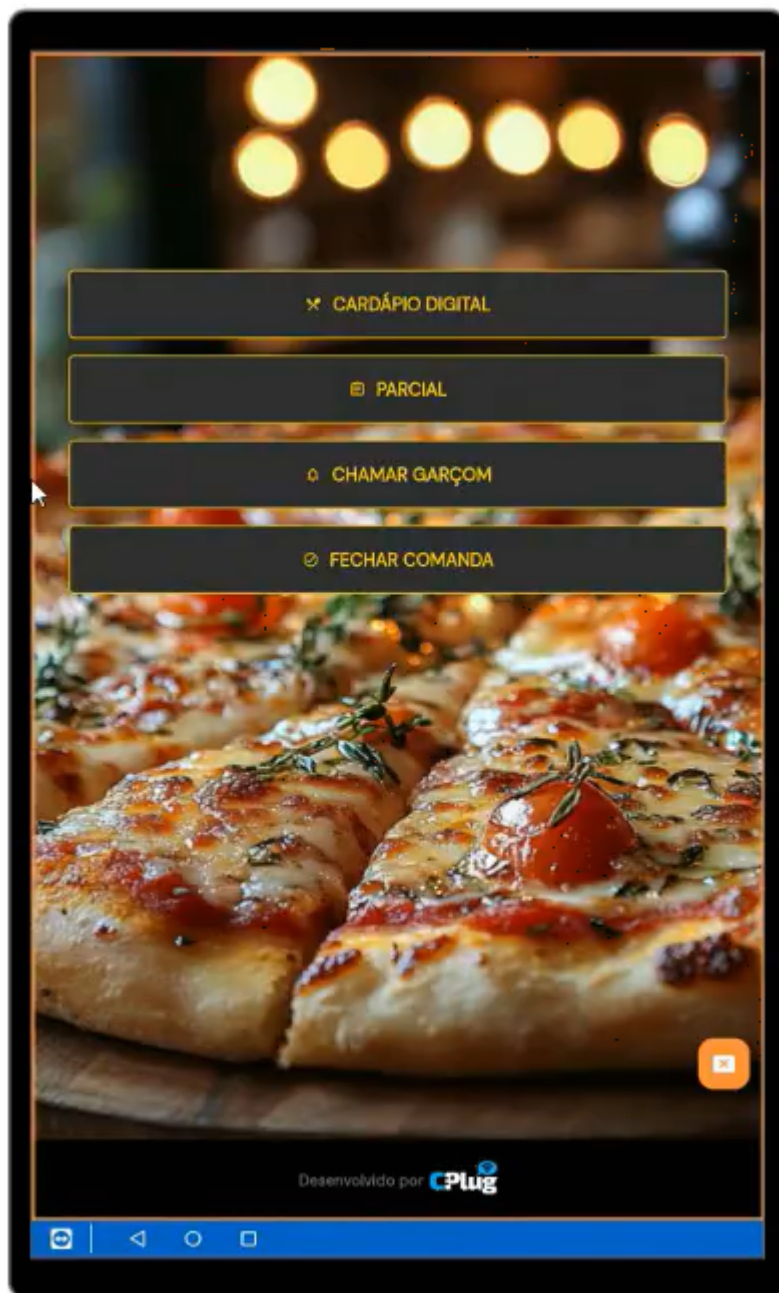 CARDÁPIO DIGITAL
PARCIAL
CHAMAR GARÇOM
FECHAR COMANDA
Desenvolvido por CPlug